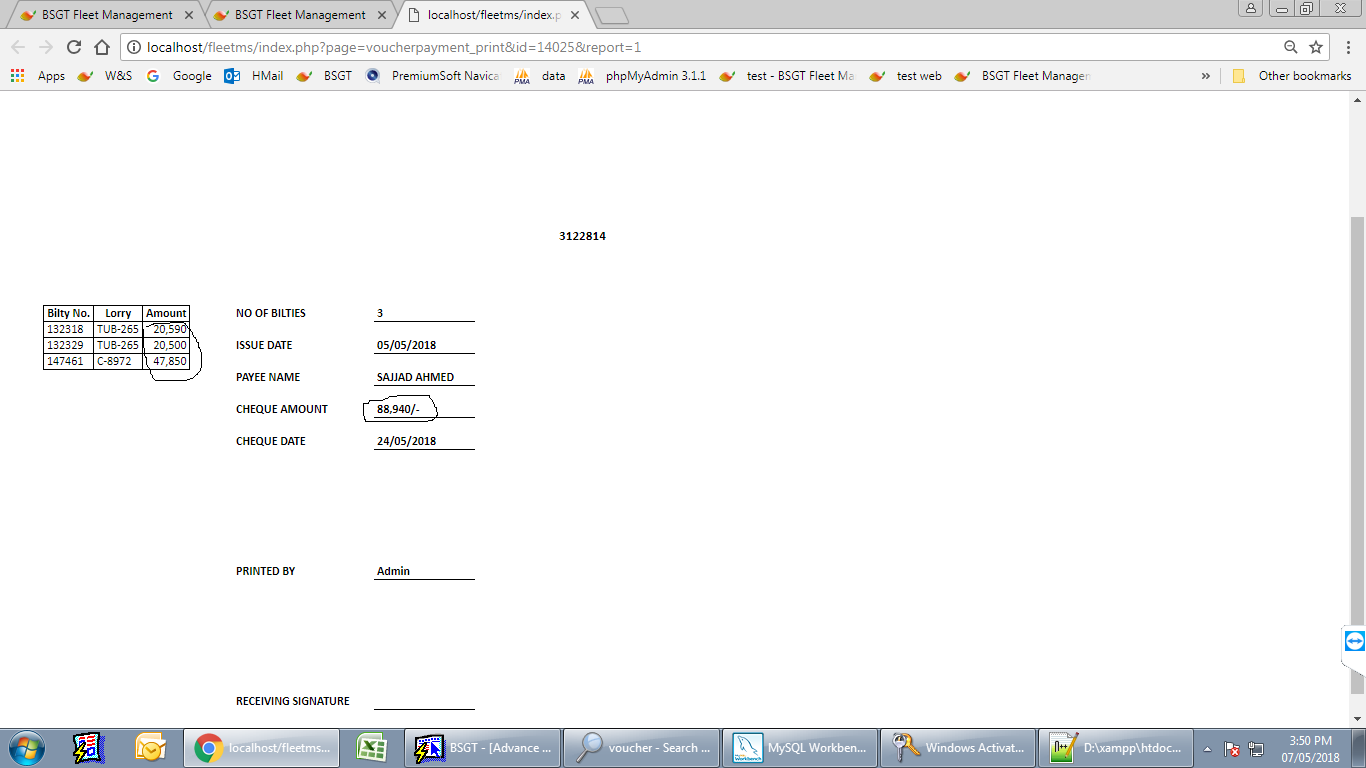 BSGT Fleet Management
BSGT Fleet Management
localhost/fleetms/index.p
localhost/fleetms/index.php?page=voucherpayment_print&id=14025&report=1
Apps W&S Google HMail BSGT PremiumSoft Navica data phpMyAdmin 3.1.1 test - BSGT Fleet Ma test web BSGT Fleet Managen » Other bookmarks
3122814
Bilty No. Lorry Amount
132318 TUB-265 20,590
132329 TUB-265 20,500
147461 C-8972 47,850
NO OF BILTIES 3
ISSUE DATE 05/05/2018
PAYEE NAME SAJJAD AHMED
CHEQUE AMOUNT 88,940/-
CHEQUE DATE 24/05/2018
PRINTED BY Admin
RECEIVING SIGNATURE
localhost/fleetms... BSGT - [Advance ... voucher - Search ... MySQL Workben... Windows Activat... D:\xampp\htdoc...
3:50 PM
07/05/2018